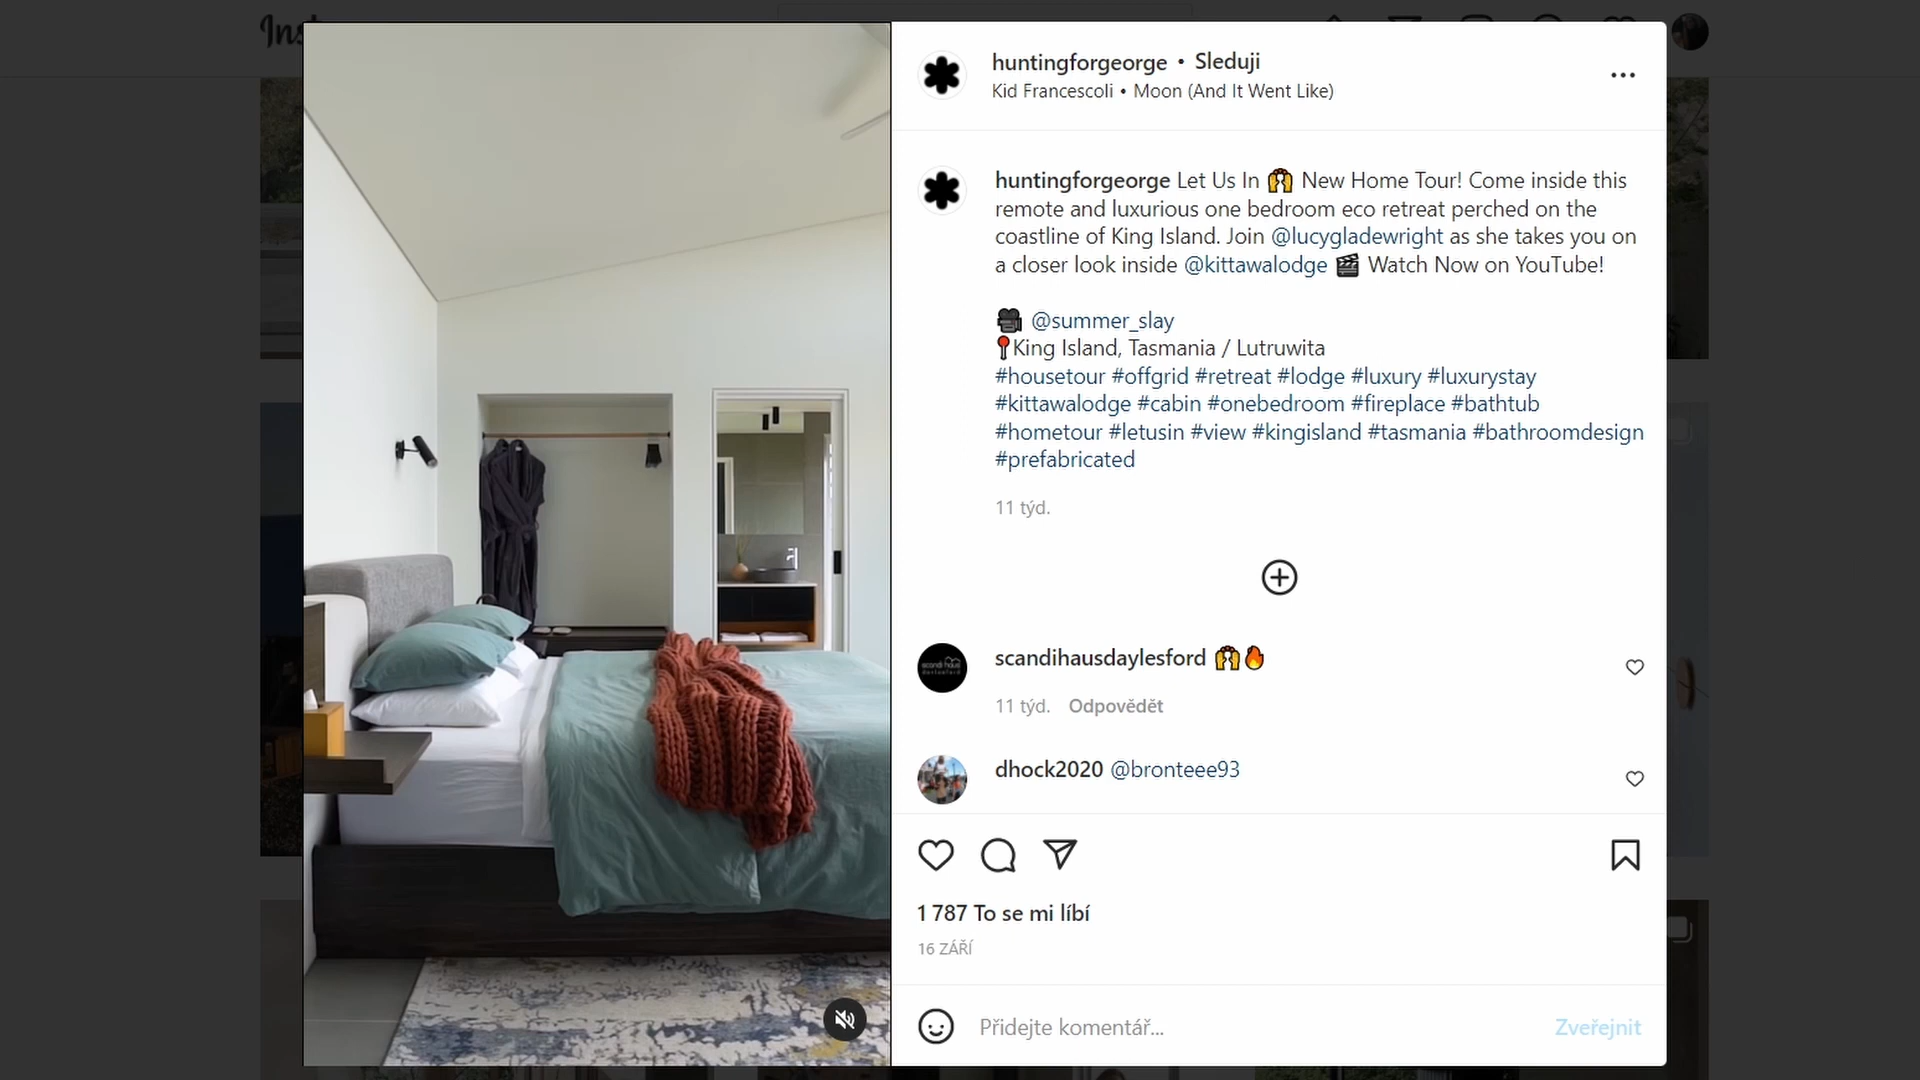 Inst
huntingforgeorge • Sleduji
Kid Francescoli • Moon (And It Went Like)
huntingforgeorge Let Us In 🙌 New Home Tour! Come inside this
remote and luxurious one bedroom eco retreat perched on the
coastline of King Island. Join @lucygladewright as she takes you on
a closer look inside @kittawalodge 🎬 Watch Now on YouTube!
🎥 @summer_slay
📍King Island, Tasmania / Lutruwita
#housetour #offgrid #retreat #lodge #luxury #luxurystay
#kittawalodge #cabin #onebedroom #fireplace #bathtub
#hometour #letusin #view #kingisland #tasmania #bathroomdesign
#prefabricated
11 týd.
scandihausdaylesford 🙌🔥
11 týd. Odpovědět
dhock2020 @bronteee93
1 787 To se mi líbí
16 ZÁŘÍ
Přidejte komentář...
Zveřejnit